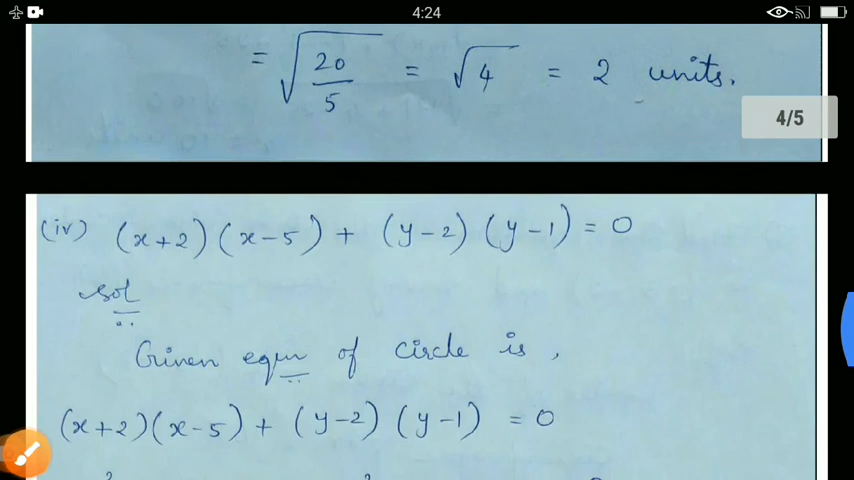 4:24
= √(20/5) = √4 = 2 units.
4/5
(iv) (x+2)(x-5) + (y-2)(y-1) = 0
sol
Given equn of circle is,
(x+2)(x-5) + (y-2)(y-1) = 0